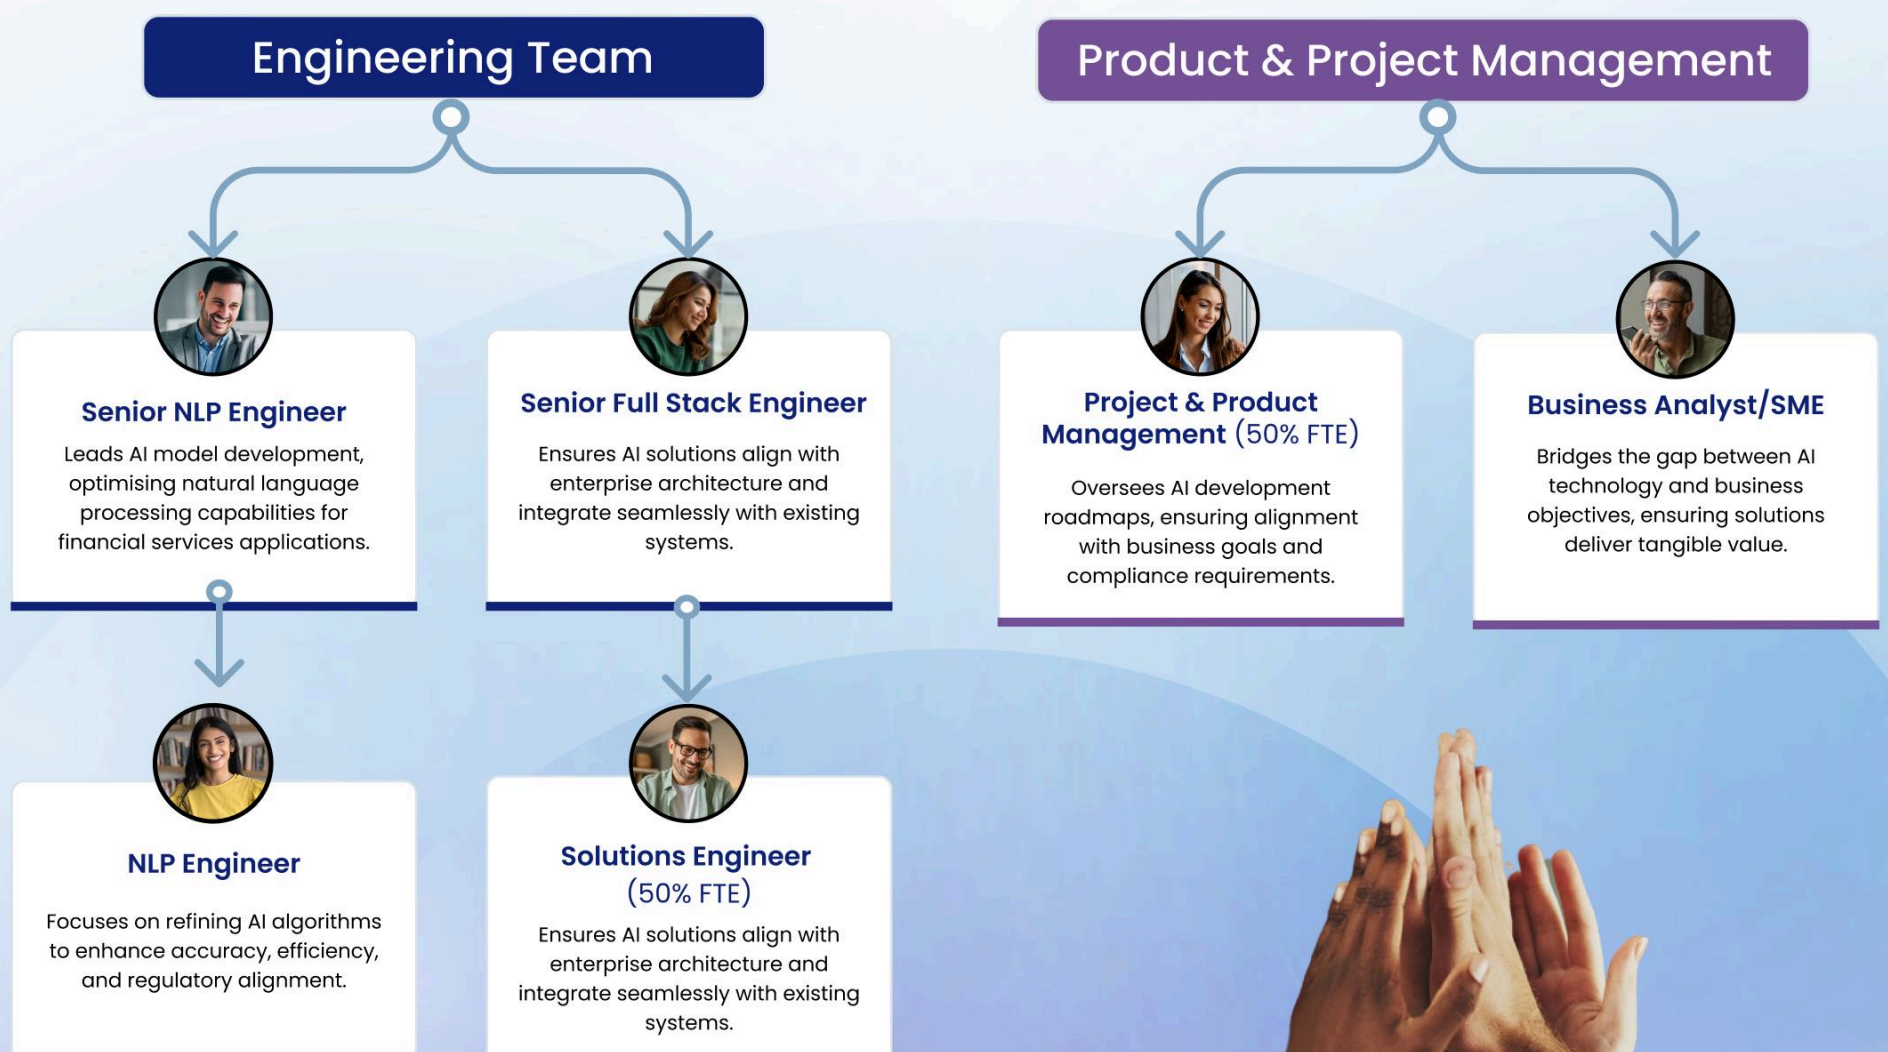 Engineering Team
Product & Project Management
Senior NLP Engineer
Leads AI model development,
optimising natural language
processing capabilities for
financial services applications.
Senior Full Stack Engineer
Ensures AI solutions align with
enterprise architecture and
integrate seamlessly with existing
systems.
Project & Product
Management (50% FTE)
Oversees AI development
roadmaps, ensuring alignment
with business goals and
compliance requirements.
Business Analyst/SME
Bridges the gap between AI
technology and business
objectives, ensuring solutions
deliver tangible value.
NLP Engineer
Focuses on refining AI algorithms
to enhance accuracy, efficiency,
and regulatory alignment.
Solutions Engineer
(50% FTE)
Ensures AI solutions align with
enterprise architecture and
integrate seamlessly with existing
systems.